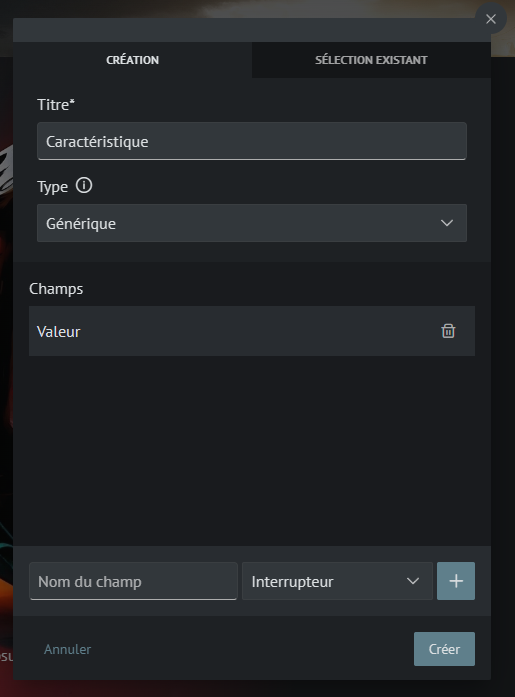 CRÉATION
SÉLECTION EXISTANT
Titre*
Caractéristique
Type
Générique
Champs
Valeur
Nom du champ
Interrupteur
Annuler
Créer